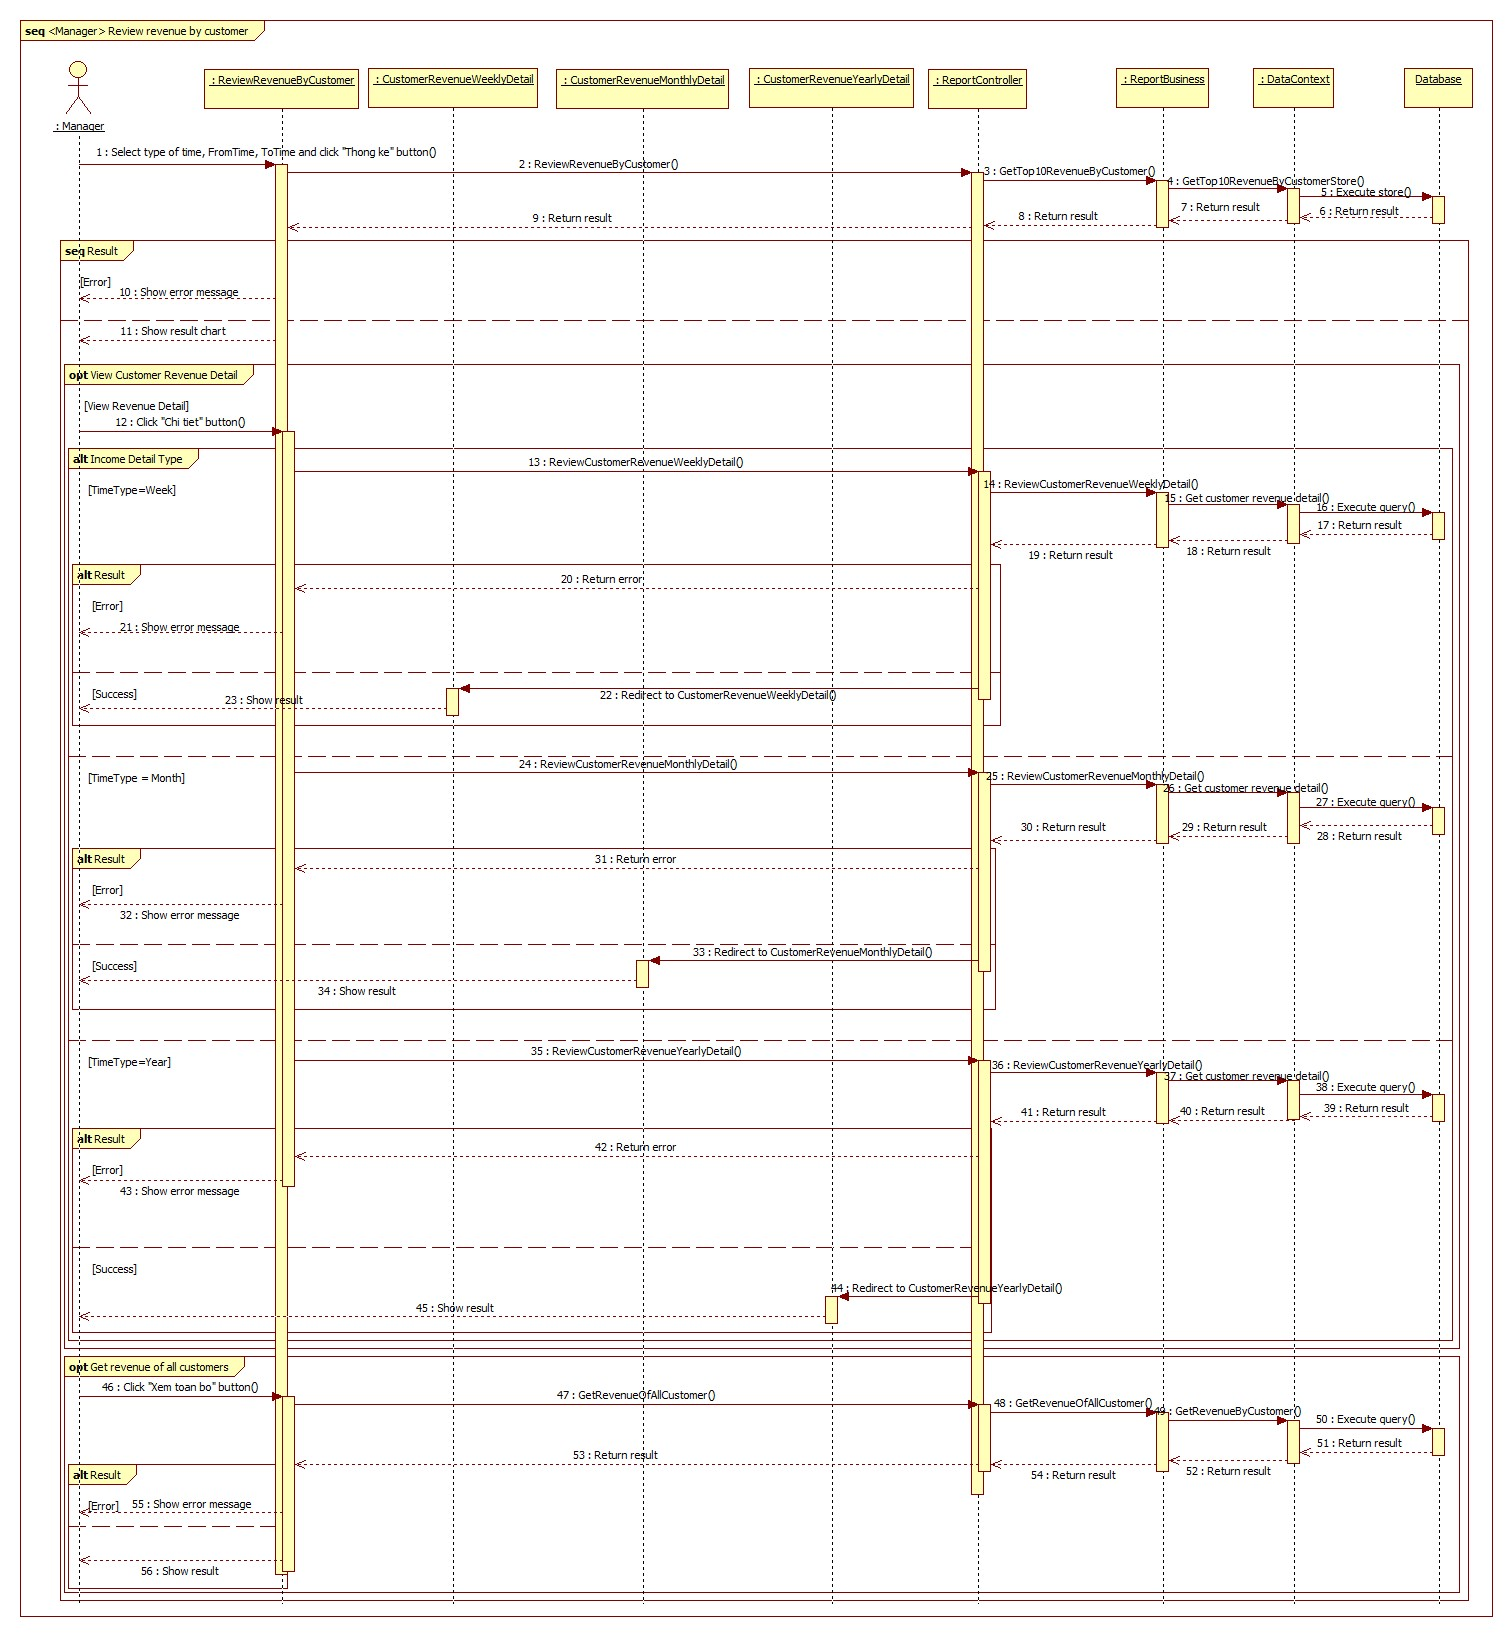 seq <Manager> Review revenue by customer
: Manager
: ReviewRevenueByCustomer
: CustomerRevenueWeeklyDetail
: CustomerRevenueMonthlyDetail
: CustomerRevenueYearlyDetail
: ReportController
: ReportBusiness
: DataContext
Database
1 : Select type of time, FromTime, ToTime and click "Thong ke" button()
2 : ReviewRevenueByCustomer()
3 : GetTop10RevenueByCustomer()
4 : GetTop10RevenueByCustomerStore()
5 : Execute store()
6 : Return result
7 : Return result
8 : Return result
9 : Return result
seq Result
[Error]
10 : Show error message
11 : Show result chart
opt View Customer Revenue Detail
[View Revenue Detail]
12 : Click "Chi tiet" button()
alt Income Detail Type
[TimeType=Week]
13 : ReviewCustomerRevenueWeeklyDetail()
14 : ReviewCustomerRevenueWeeklyDetail()
15 : Get customer revenue detail()
16 : Execute query()
17 : Return result
18 : Return result
19 : Return result
alt Result
20 : Return error
[Error]
21 : Show error message
[Success]
22 : Redirect to CustomerRevenueWeeklyDetail()
23 : Show result
[TimeType = Month]
24 : ReviewCustomerRevenueMonthlyDetail()
25 : ReviewCustomerRevenueMonthlyDetail()
26 : Get customer revenue detail()
27 : Execute query()
28 : Return result
29 : Return result
30 : Return result
alt Result
31 : Return error
[Error]
32 : Show error message
[Success]
33 : Redirect to CustomerRevenueMonthlyDetail()
34 : Show result
[TimeType=Year]
35 : ReviewCustomerRevenueYearlyDetail()
36 : ReviewCustomerRevenueYearlyDetail()
37 : Get customer revenue detail()
38 : Execute query()
39 : Return result
40 : Return result
41 : Return result
alt Result
42 : Return error
[Error]
43 : Show error message
[Success]
44 : Redirect to CustomerRevenueYearlyDetail()
45 : Show result
opt Get revenue of all customers
46 : Click "Xem toan bo" button()
47 : GetRevenueOfAllCustomer()
48 : GetRevenueOfAllCustomer()
49 : GetRevenueByCustomer()
50 : Execute query()
51 : Return result
52 : Return result
53 : Return result
54 : Return result
alt Result
[Error]
55 : Show error message
56 : Show result